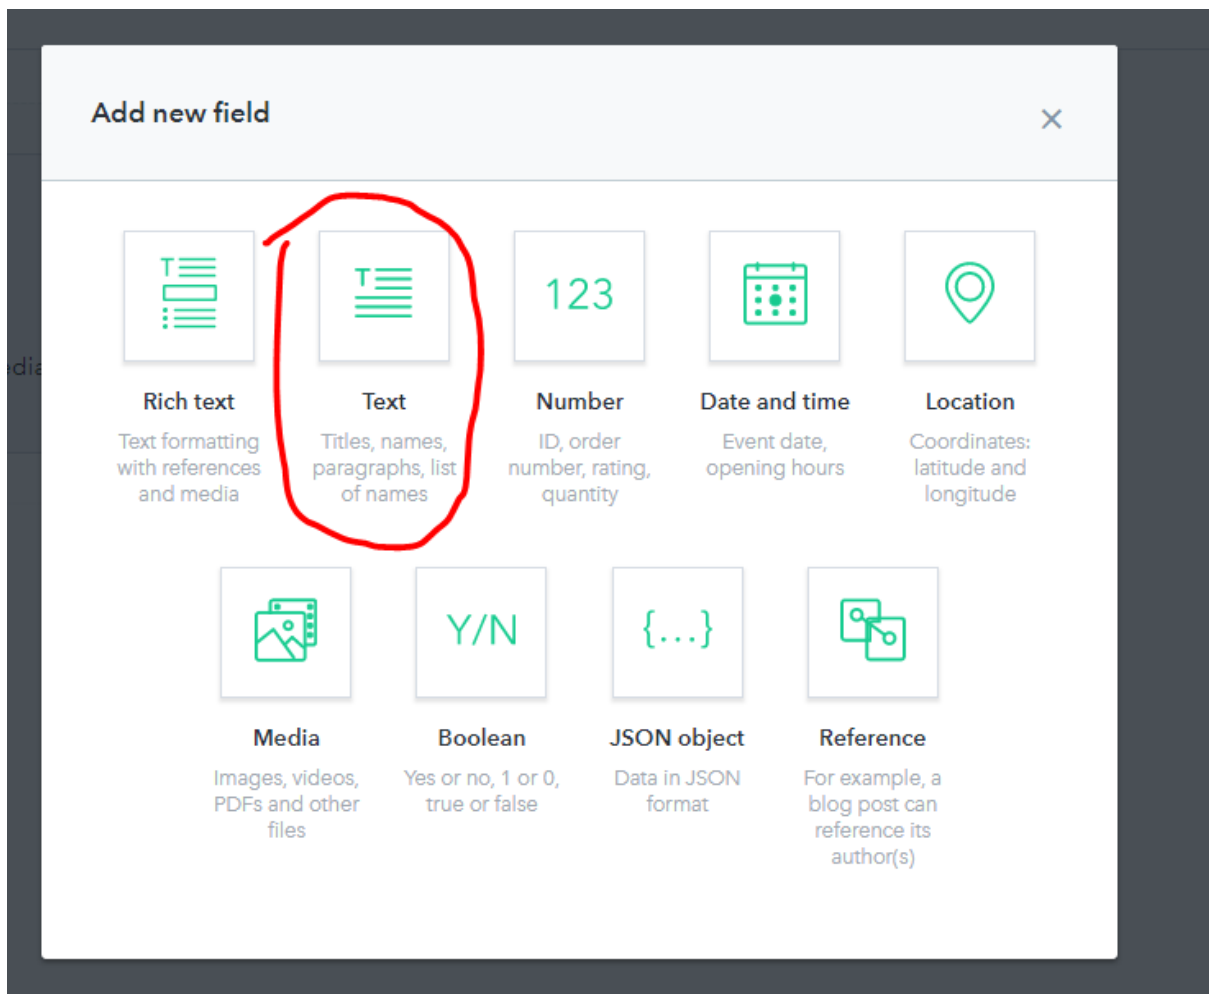 Add new field
edia
123
Rich text
Text
Number
Date and time
Location
Text formatting
with references
and media
Titles, names,
paragraphs, list
of names
ID, order
number, rating,
quantity
Event date,
opening hours
Coordinates:
latitude and
longitude
Y/N
{...}
Media
Boolean
JSON object
Reference
Images, videos,
PDFs and other
files
Yes or no, 1 or 0,
true or false
Data in JSON
format
For example, a
blog post can
reference its
author(s)